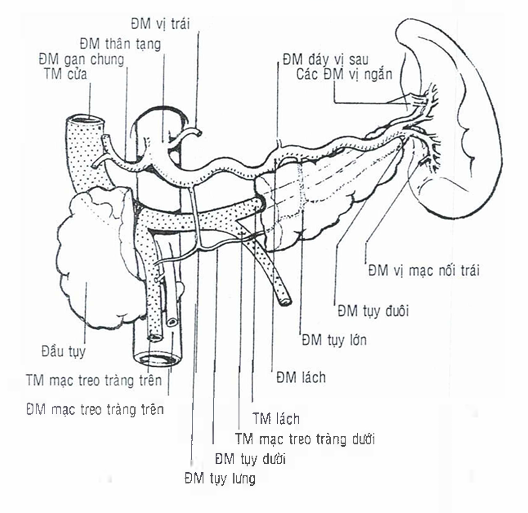 ĐM vị trái
ĐM thân tạng
ĐM gan chung
TM cửa
ĐM đáy vị sau
Các ĐM vị ngắn
ĐM vị mạc nối trái
ĐM tụy đuôi
ĐM tụy lớn
Đầu tụy
ĐM lách
TM mạc treo tràng trên
ĐM mạc treo tràng trên
TM lách
TM mạc treo tràng dưới
ĐM tụy dưới
ĐM tụy lưng